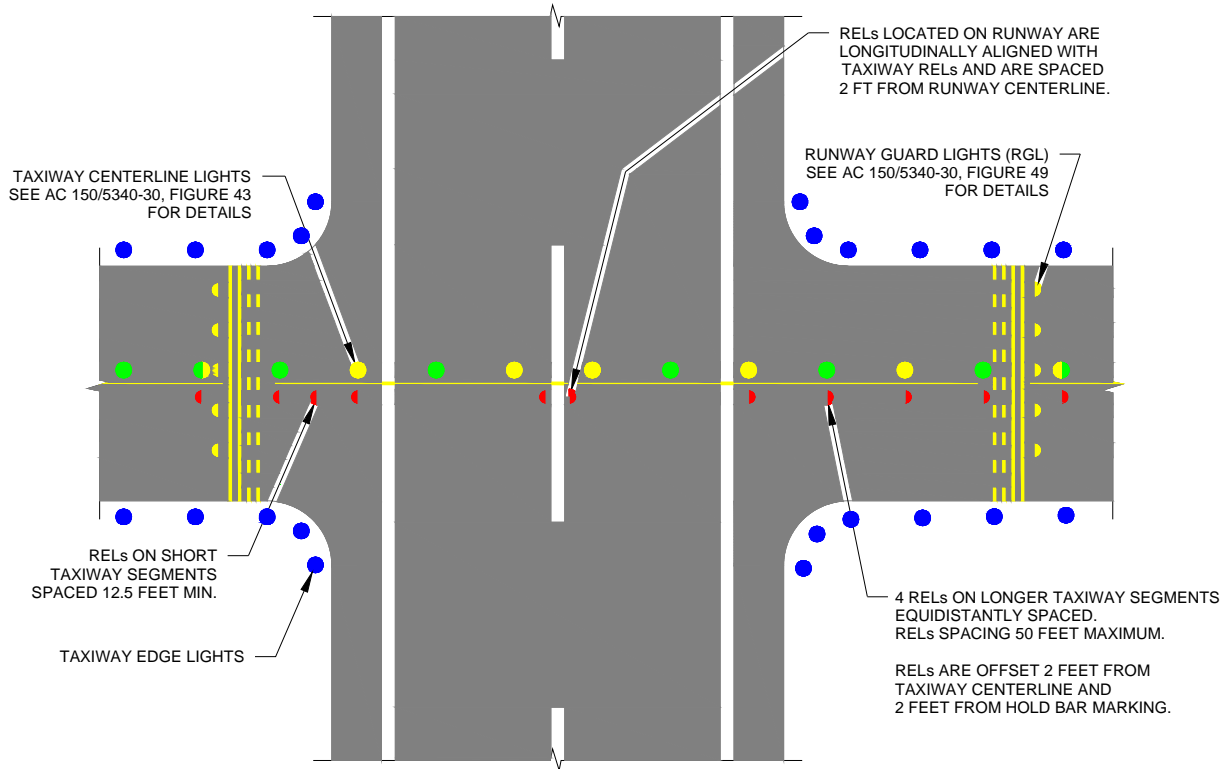 RELs LOCATED ON RUNWAY ARE
LONGITUDINALLY ALIGNED WITH
TAXIWAY RELs AND ARE SPACED
2 FT FROM RUNWAY CENTERLINE.
TAXIWAY CENTERLINE LIGHTS
SEE AC 150/5340-30, FIGURE 43
FOR DETAILS
RUNWAY GUARD LIGHTS (RGL)
SEE AC 150/5340-30, FIGURE 49
FOR DETAILS
RELs ON SHORT
TAXIWAY SEGMENTS
SPACED 12.5 FEET MIN.
TAXIWAY EDGE LIGHTS
4 RELs ON LONGER TAXIWAY SEGMENTS
EQUIDISTANTLY SPACED.
RELs SPACING 50 FEET MAXIMUM.
RELs ARE OFFSET 2 FEET FROM
TAXIWAY CENTERLINE AND
2 FEET FROM HOLD BAR MARKING.